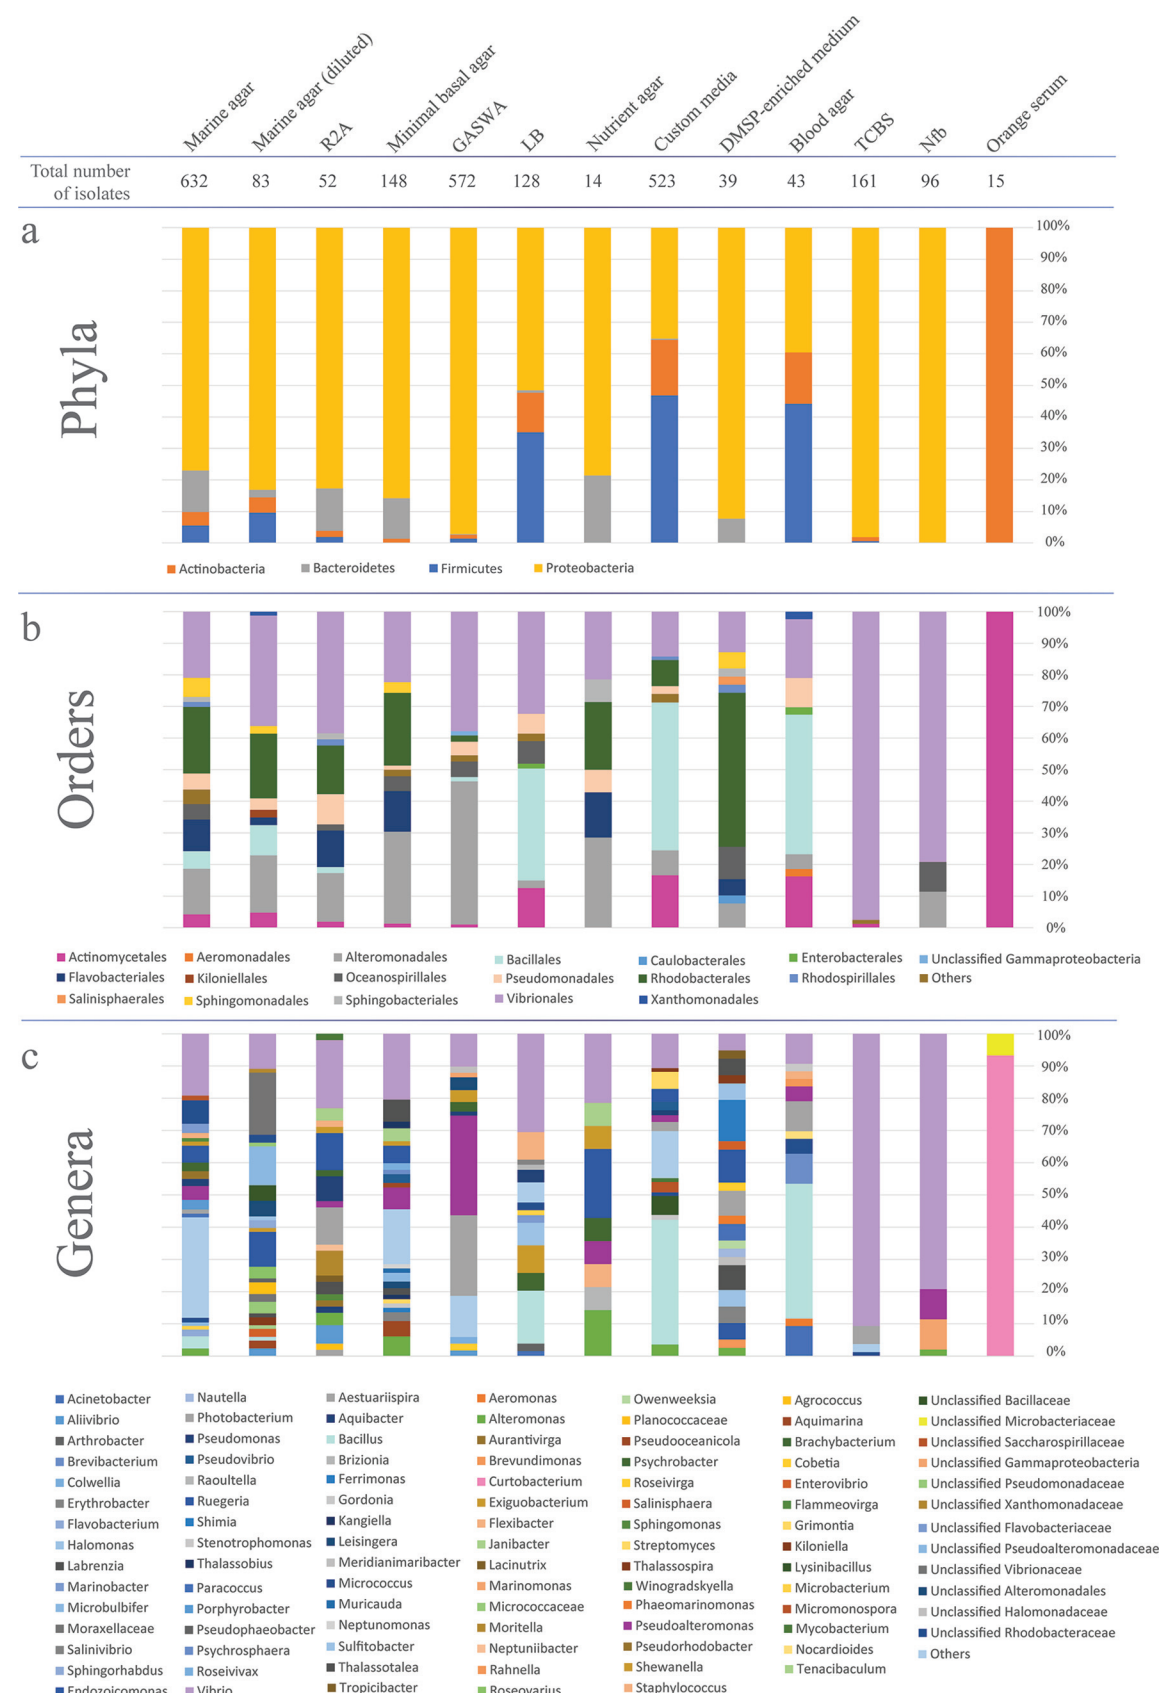 Marine agar
Marine agar (diluted)
R2A
Minimal basal agar
GASWA
LB
Nutrient agar
Custom media
DMSP-enriched medium
Blood agar
TCBS
Nfb
Orange serum
Total number of isolates
632 83 52 148 572 128 14 523 39 43 161 96 15
a
Phyla
100%
90%
80%
70%
60%
50%
40%
30%
20%
10%
0%
Actinobacteria Bacteroidetes Firmicutes Proteobacteria
b
Orders
100%
90%
80%
70%
60%
50%
40%
30%
20%
10%
0%
Actinomycetales Aeromonadales Alteromonadales Bacillales Caulobacterales Enterobacterales Unclassified Gammaproteobacteria
Flavobacteriales Kiloniellales Oceanospirillales Pseudomonadales Rhodobacterales Rhodospirillales Others
Salinisphaerales Sphingomonadales Sphingobacteriales Vibrionales Xanthomonadales
c
Genera
100%
90%
80%
70%
60%
50%
40%
30%
20%
10%
0%
Acinetobacter Nautella Aestuariispira Aeromonas Owenweeksia Agrococcus Unclassified Bacillaceae
Aliivibrio Photobacterium Aquibacter Alteromonas Planococcaceae Aquimarina Unclassified Microbacteriaceae
Arthrobacter Pseudomonas Bacillus Aurantivirga Pseudooceanicola Brachybacterium Unclassified Saccharospirillaceae
Brevibacterium Pseudovibrio Brizionia Brevundimonas Psychrobacter Cobetia Unclassified Gammaproteobacteria
Colwellia Raoultella Ferrimonas Curtobacterium Roseivirga Enterovibrio Unclassified Pseudomonadaceae
Erythrobacter Ruegeria Gordonia Exiguobacterium Salinisphaera Flammeovirga Unclassified Xanthomonadaceae
Flavobacterium Shimia Kangiella Flexibacter Sphingomonas Grimontia Unclassified Flavobacteriaceae
Halomonas Stenotrophomonas Leisingera Janibacter Streptomyces Kiloniella Unclassified Pseudoalteromonadaceae
Labrenzia Thalassobius Meridianimaribacter Lacinutrix Thalassospira Lysinibacillus Unclassified Vibrionaceae
Marinobacter Paracoccus Micrococcus Marinomonas Winogradskyella Microbacterium Unclassified Alteromonadales
Microbulbifer Porphyrobacter Muricauda Micrococcaceae Phaeomarinomonas Micromonospora Unclassified Halomonadaceae
Moraxellaceae Pseudophaeobacter Neptunomonas Moritella Pseudoalteromonas Mycobacterium Unclassified Rhodobacteraceae
Salinivibrio Psychrosphaera Sulfitobacter Neptuniibacter Pseudorhodobacter Nocardioides Others
Sphingorhabdus Roseivivax Thalassotalea Rahnella Shewanella Tenacibaculum
Endozoicomonas Vibrio Tropicibacter Roseovarius Staphylococcus